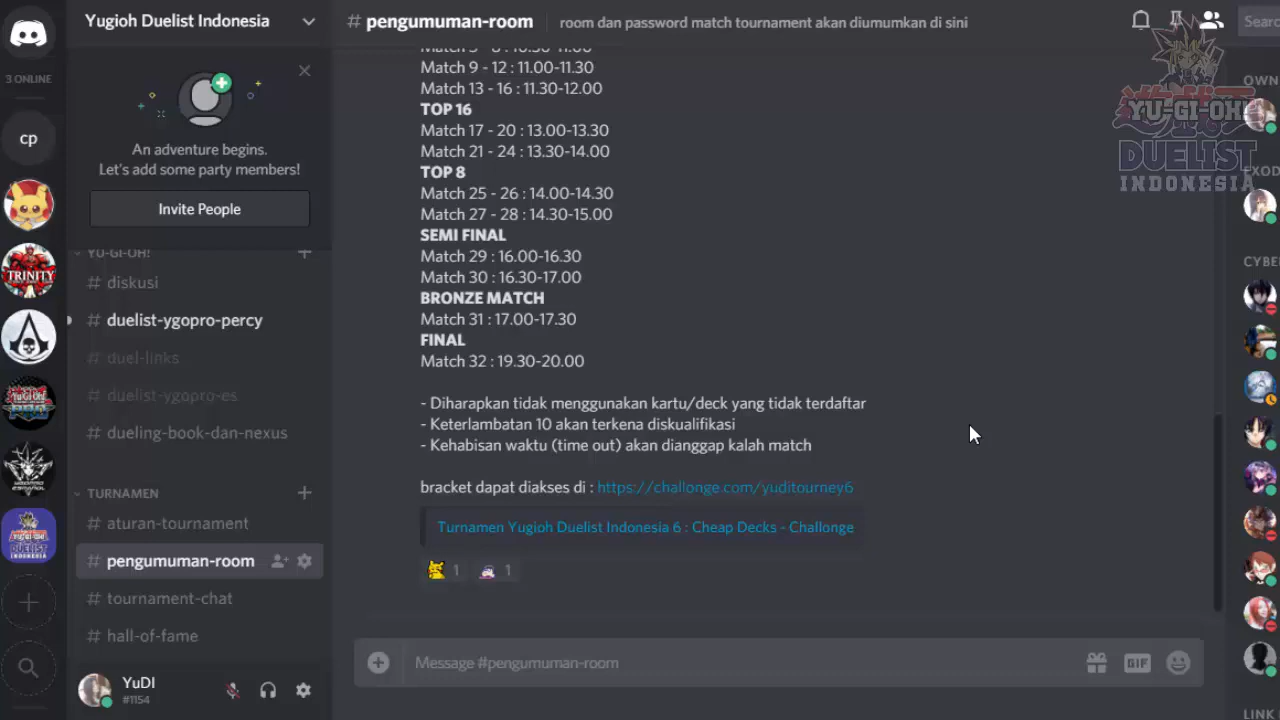 Yugioh Duelist Indonesia
3 ONLINE
CP
TRINITY
An adventure begins.
Let's add some party members!
Invite People
YU-GI-OH!
# diskusi
# duelist-ygopro-percy
# duel-links
# duelist-ygopro-es
# dueling-book-dan-nexus
TURNAMEN
# aturan-tournament
# pengumuman-room
# tournament-chat
# hall-of-fame
YuDI
#1154
# pengumuman-room
room dan password match tournament akan diumumkan di sini
Searc
Match 9 - 12 : 11.00-11.30
Match 13 - 16 : 11.30-12.00
TOP 16
Match 17 - 20 : 13.00-13.30
Match 21 - 24 : 13.30-14.00
TOP 8
Match 25 - 26 : 14.00-14.30
Match 27 - 28 : 14.30-15.00
SEMI FINAL
Match 29 : 16.00-16.30
Match 30 : 16.30-17.00
BRONZE MATCH
Match 31 : 17.00-17.30
FINAL
Match 32 : 19.30-20.00
- Diharapkan tidak menggunakan kartu/deck yang tidak terdaftar
- Keterlambatan 10 akan terkena diskualifikasi
- Kehabisan waktu (time out) akan dianggap kalah match
bracket dapat diakses di : https://challonge.com/yuditourney6
Turnamen Yugioh Duelist Indonesia 6 : Cheap Decks - Challonge
1
1
Message #pengumuman-room
GIF
YU-GI-OH!
DUELIST
INDONESIA
OWN
EXOD
CYBER
LINK